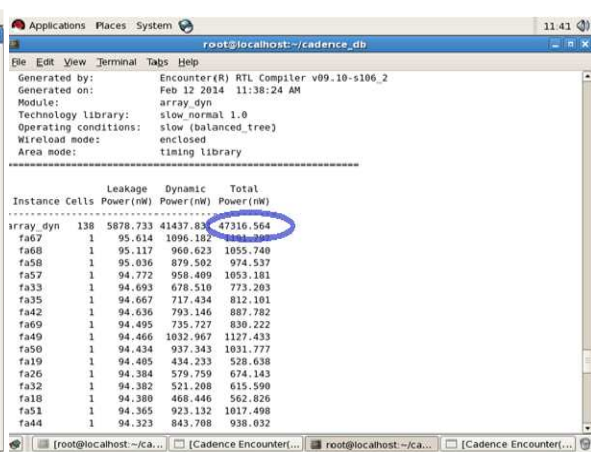 Applications Places System 11:41
root@localhost:~/cadence_db
File Edit View Terminal Tabs Help
Generated by: Encounter(R) RTL Compiler v09.10-s106_2
Generated on: Feb 12 2014 11:38:24 AM
Module: array_dyn
Technology library: slow_normal 1.0
Operating conditions: slow (balanced_tree)
Wireload mode: enclosed
Area mode: timing library
============================================================
Leakage Dynamic Total
Instance Cells Power(nW) Power(nW) Power(nW)
------------------------------------------------
array_dyn 138 5878.733 41437.831 47316.564
fa67 1 95.614 1096.182 1191.797
fa68 1 95.117 960.623 1055.740
fa58 1 95.036 879.502 974.537
fa57 1 94.772 958.409 1053.181
fa33 1 94.693 678.510 773.203
fa35 1 94.667 717.434 812.101
fa42 1 94.636 793.146 887.782
fa69 1 94.495 735.727 830.222
fa49 1 94.466 1032.967 1127.433
fa50 1 94.434 937.343 1031.777
fa19 1 94.405 434.233 528.638
fa26 1 94.384 579.759 674.143
fa32 1 94.382 521.208 615.590
fa18 1 94.380 468.446 562.826
fa51 1 94.365 923.132 1017.498
fa44 1 94.323 843.708 938.032
[root@localhost:~/ca... [Cadence Encounter(... root@localhost:~/ca... [Cadence Encounter(...